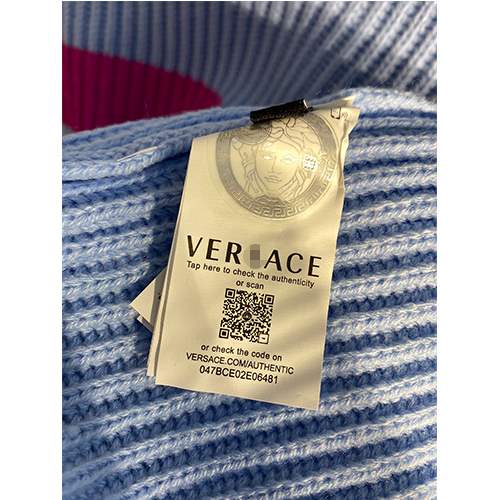 VER ACE
Tap here to check the authenticity
or scan
or check the code on
VERSACE.COM/AUTHENTIC
047BCE02E06481